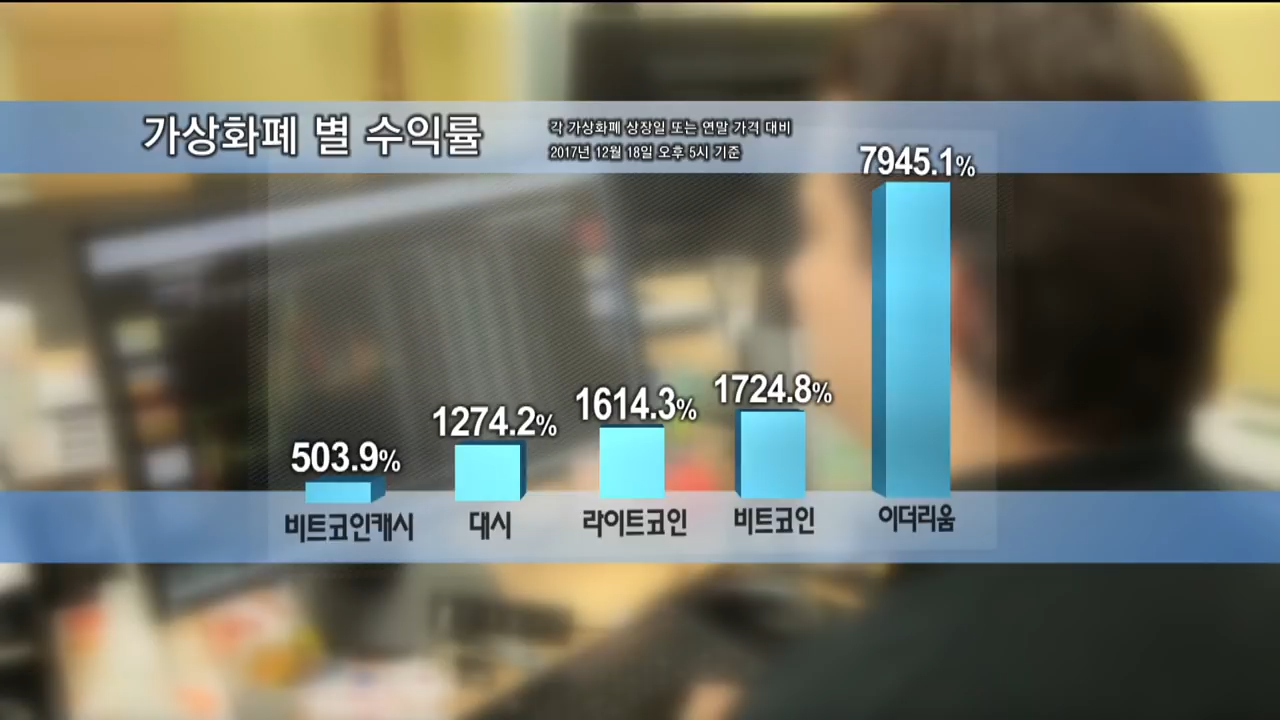 가상화폐 별 수익률
각 가상화폐 상장일 또는 연말 가격 대비
2017년 12월 18일 오후 5시 기준
503.9%
1274.2%
1614.3%
1724.8%
7945.1%
비트코인캐시
대시
라이트코인
비트코인
이더리움